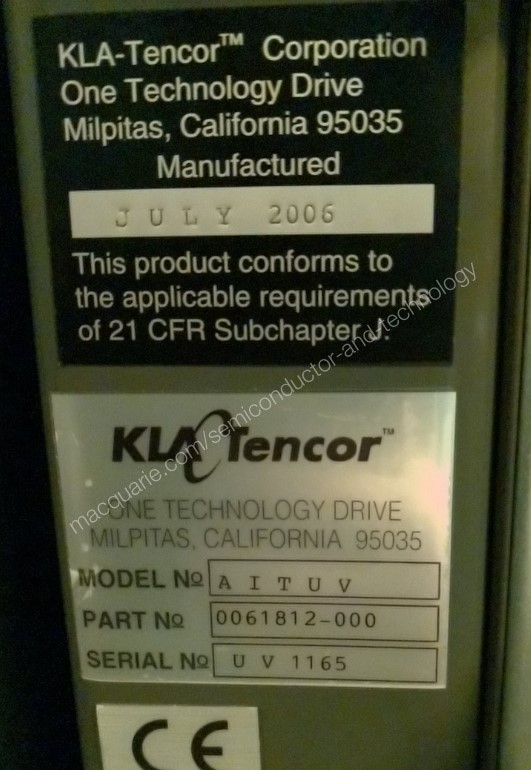 KLA-Tencor™ Corporation
One Technology Drive
Milpitas, California 95035
Manufactured
JULY 2006
This product conforms to
the applicable requirements
of 21 CFR Subchapter J.
macquarie.com/semiconductor-and-technology
KLA Tencor™
ONE TECHNOLOGY DRIVE
MILPITAS, CALIFORNIA 95035
MODEL № AITUV
PART № 0061812-000
SERIAL № UV1165
CE